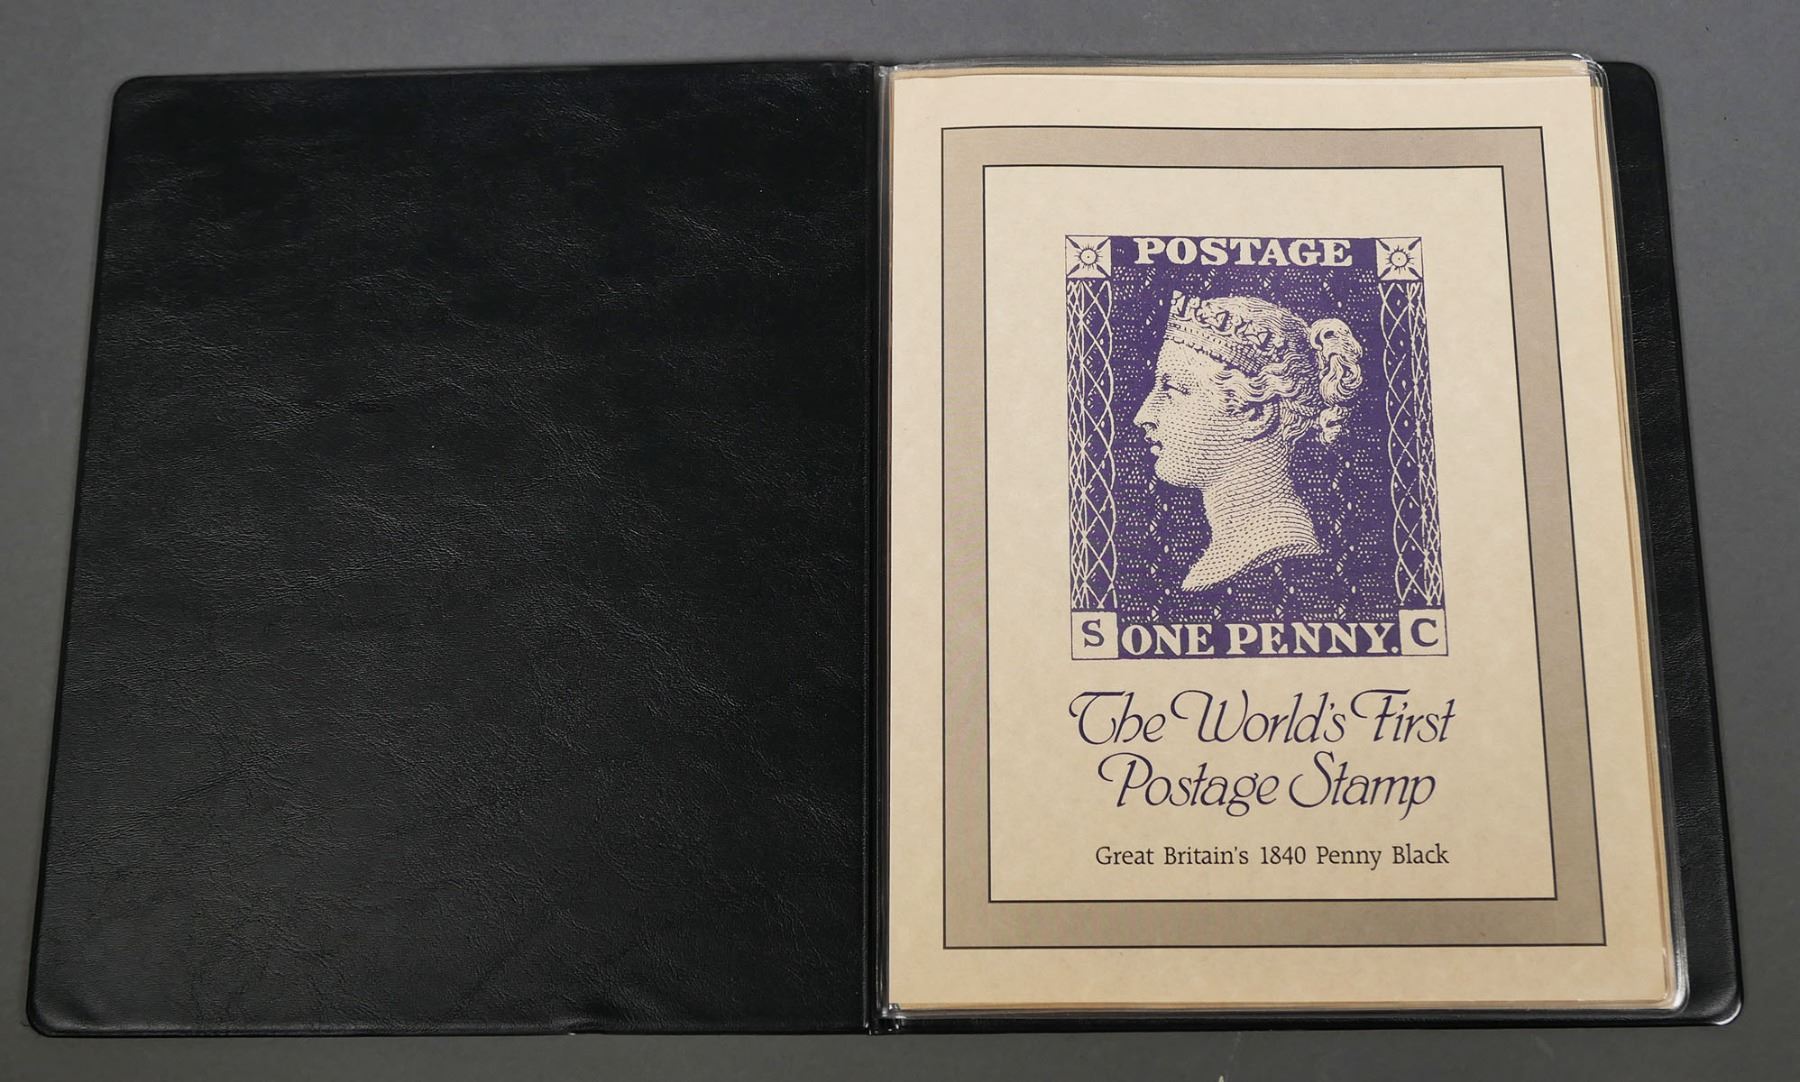 POSTAGE
S ONE PENNY. C
The World's First
Postage Stamp
Great Britain's 1840 Penny Black